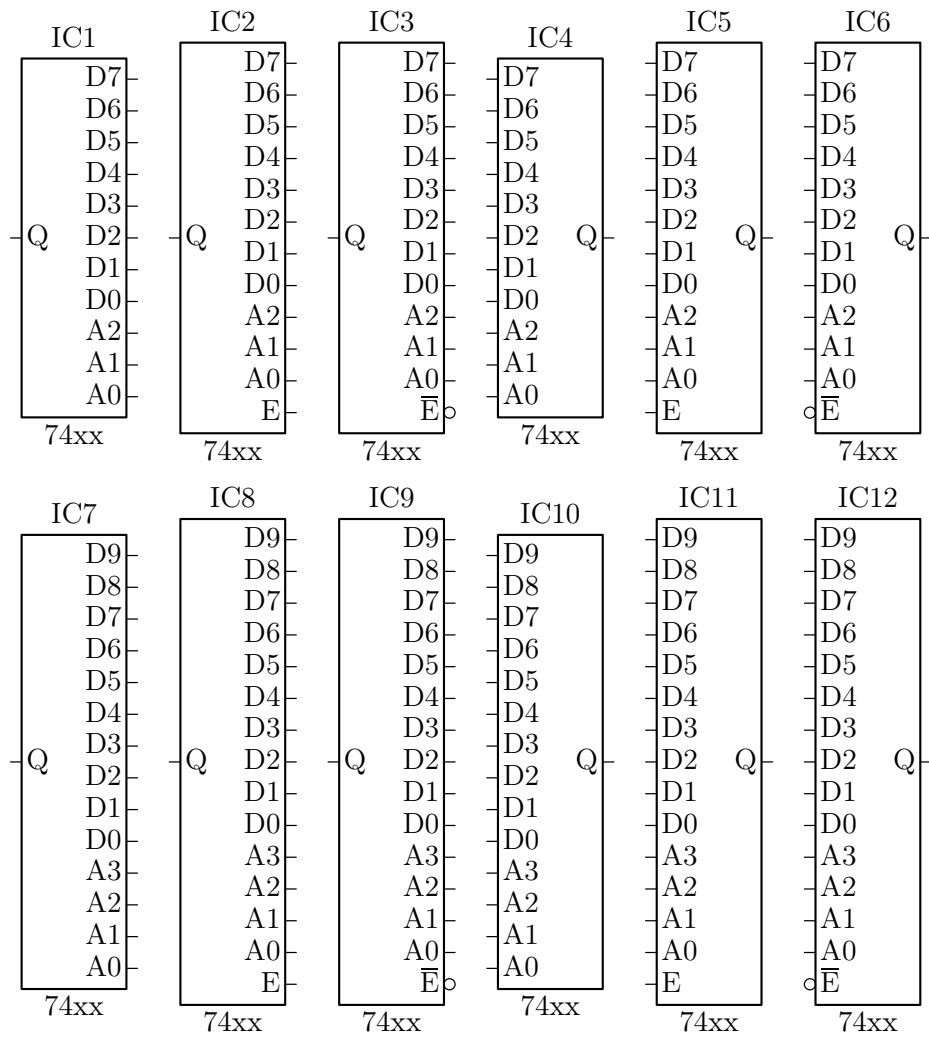 IC1
D7
D6
D5
D4
D3
Q D2
D1
D0
A2
A1
A0
74xx
IC2
D7
D6
D5
D4
D3
D2
Q
D1
D0
A2
A1
A0
E
74xx
IC3
D7
D6
D5
D4
D3
D2
Q
D1
D0
A2
A1
A0
E̅
74xx
IC4
D7
D6
D5
D4
D3
D2 Q
D1
D0
A2
A1
A0
74xx
IC5
D7
D6
D5
D4
D3
D2
Q
D1
D0
A2
A1
A0
E
74xx
IC6
D7
D6
D5
D4
D3
D2
Q
D1
D0
A2
A1
A0
E̅
74xx
IC7
D9
D8
D7
D6
D5
D4
D3
Q
D2
D1
D0
A3
A2
A1
A0
74xx
IC8
D9
D8
D7
D6
D5
D4
D3
Q D2
D1
D0
A3
A2
A1
A0
E
74xx
IC9
D9
D8
D7
D6
D5
D4
D3
Q D2
D1
D0
A3
A2
A1
A0
E̅
74xx
IC10
D9
D8
D7
D6
D5
D4
D3
Q
D2
D1
D0
A3
A2
A1
A0
74xx
IC11
D9
D8
D7
D6
D5
D4
D3
D2 Q
D1
D0
A3
A2
A1
A0
E
74xx
IC12
D9
D8
D7
D6
D5
D4
D3
D2 Q
D1
D0
A3
A2
A1
A0
E̅
74xx